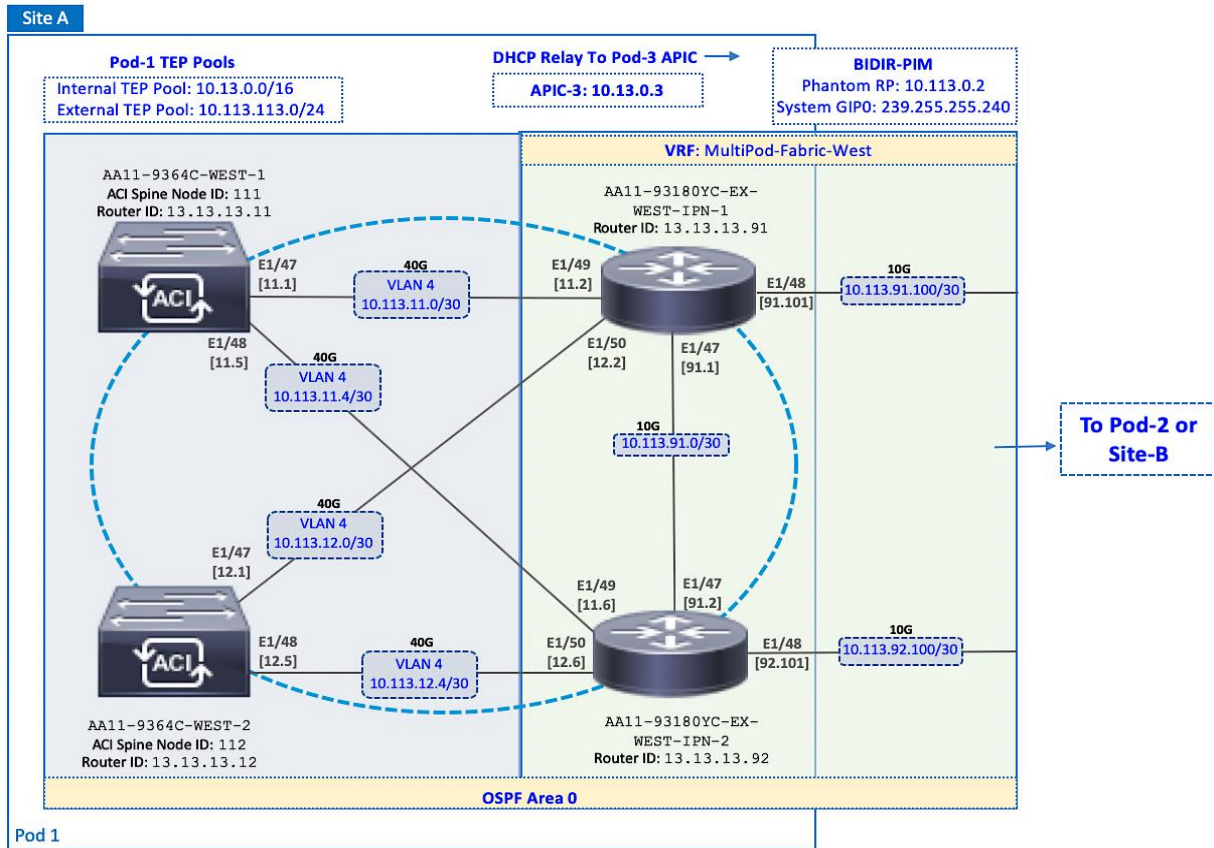 Site A
Pod-1 TEP Pools
Internal TEP Pool: 10.13.0.0/16
External TEP Pool: 10.113.113.0/24
DHCP Relay To Pod-3 APIC
APIC-3: 10.13.0.3
BIDIR-PIM
Phantom RP: 10.113.0.2
System GIP0: 239.255.255.240
VRF: MultiPod-Fabric-West
AA11-9364C-WEST-1
ACI Spine Node ID: 111
Router ID: 13.13.13.11
AA11-93180YC-EX-
WEST-IPN-1
Router ID: 13.13.13.91
ACI
E1/47
[11.1]
40G
VLAN 4
10.113.11.0/30
E1/49
[11.2]
E1/48
[91.101]
10G
10.113.91.100/30
E1/48
[11.5]
40G
VLAN 4
10.113.11.4/30
E1/50
[12.2]
E1/47
[91.1]
10G
10.113.91.0/30
To Pod-2 or
Site-B
40G
VLAN 4
10.113.12.0/30
E1/47
[12.1]
E1/49
[11.6]
E1/47
[91.2]
ACI
E1/48
[12.5]
40G
VLAN 4
10.113.12.4/30
E1/50
[12.6]
E1/48
[92.101]
10G
10.113.92.100/30
AA11-9364C-WEST-2
ACI Spine Node ID: 112
Router ID: 13.13.13.12
AA11-93180YC-EX-
WEST-IPN-2
Router ID: 13.13.13.92
OSPF Area 0
Pod 1